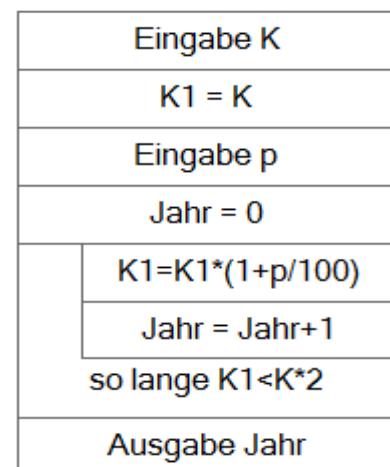 Eingabe K
K1 = K
Eingabe p
Jahr = 0
K1=K1*(1+p/100)
Jahr = Jahr+1
so lange K1<K*2
Ausgabe Jahr